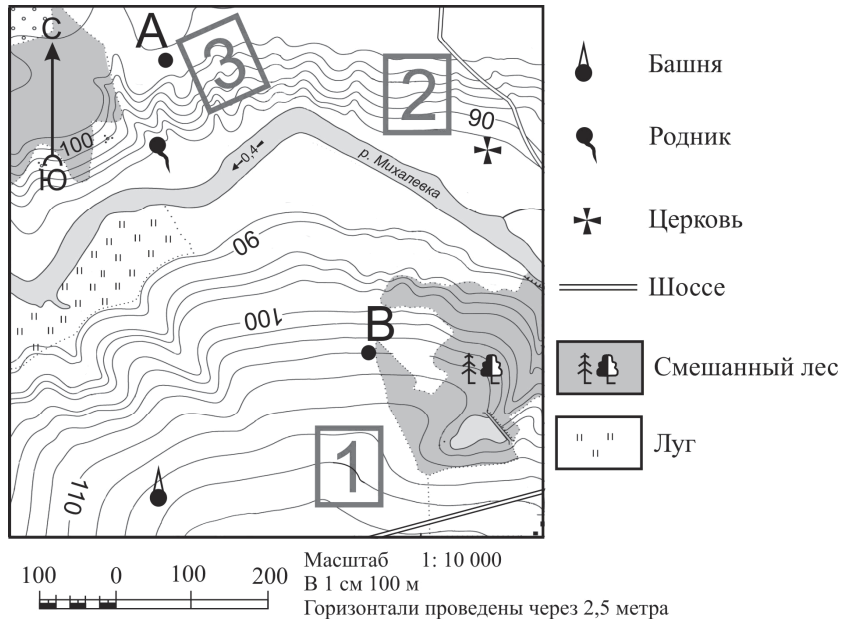 С
А
3
2
100
90
Ю
0,4
р. Михалевка
90
100
В
1
110
Башня
Родник
Церковь
Шоссе
Смешанный лес
Луг
100 0 100 200
Масштаб 1: 10 000
В 1 см 100 м
Горизонтали проведены через 2,5 метра